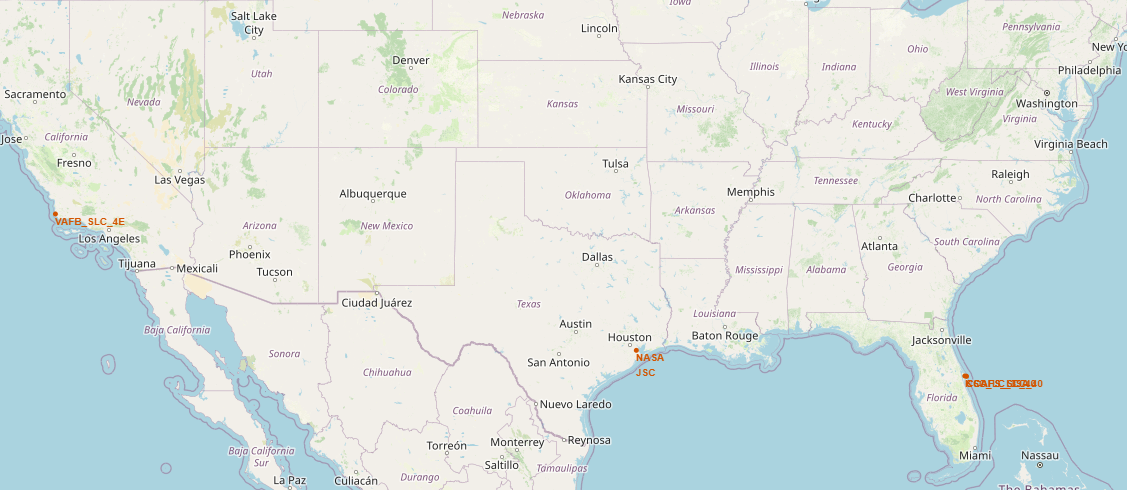 Iowa
Nebraska
Salt Lake
City
Lincoln
Pennsylvania
Ohio
New Yo
Denver
Utah
Illinois
Indiana
Philadelphia
Kansas City
Colorado
West Virginia
Sacramento
Nevada
Kansas
Missouri
Washington
Virginia
Kentucky
Jose
California
Virginia Beach
Fresno
Tulsa
Las Vegas
Raleigh
Tennessee
Albuquerque
Memphis
Oklahoma
Charlotte
North Carolina
Arkansas
VAFB_SLC_4E
Arizona
New Mexico
Los Angeles
South Carolina
Atlanta
Phoenix
Dallas
Tijuana
Mexicali
Tucson
Mississippi
Alabama
Georgia
Ciudad Juárez
Texas
Louisiana
Austin
Baja California
Houston
Baton Rouge
Jacksonville
Sonora
NASA
JSC
San Antonio
Chihuahua
Florida
Nuevo Laredo
Coahuila
Reynosa
Torreón
Monterrey
Baja California
Sur
Saltillo
Tamaulipas
Miami
Nassau
La Paz
Culiacán
Durango
The Bahamas